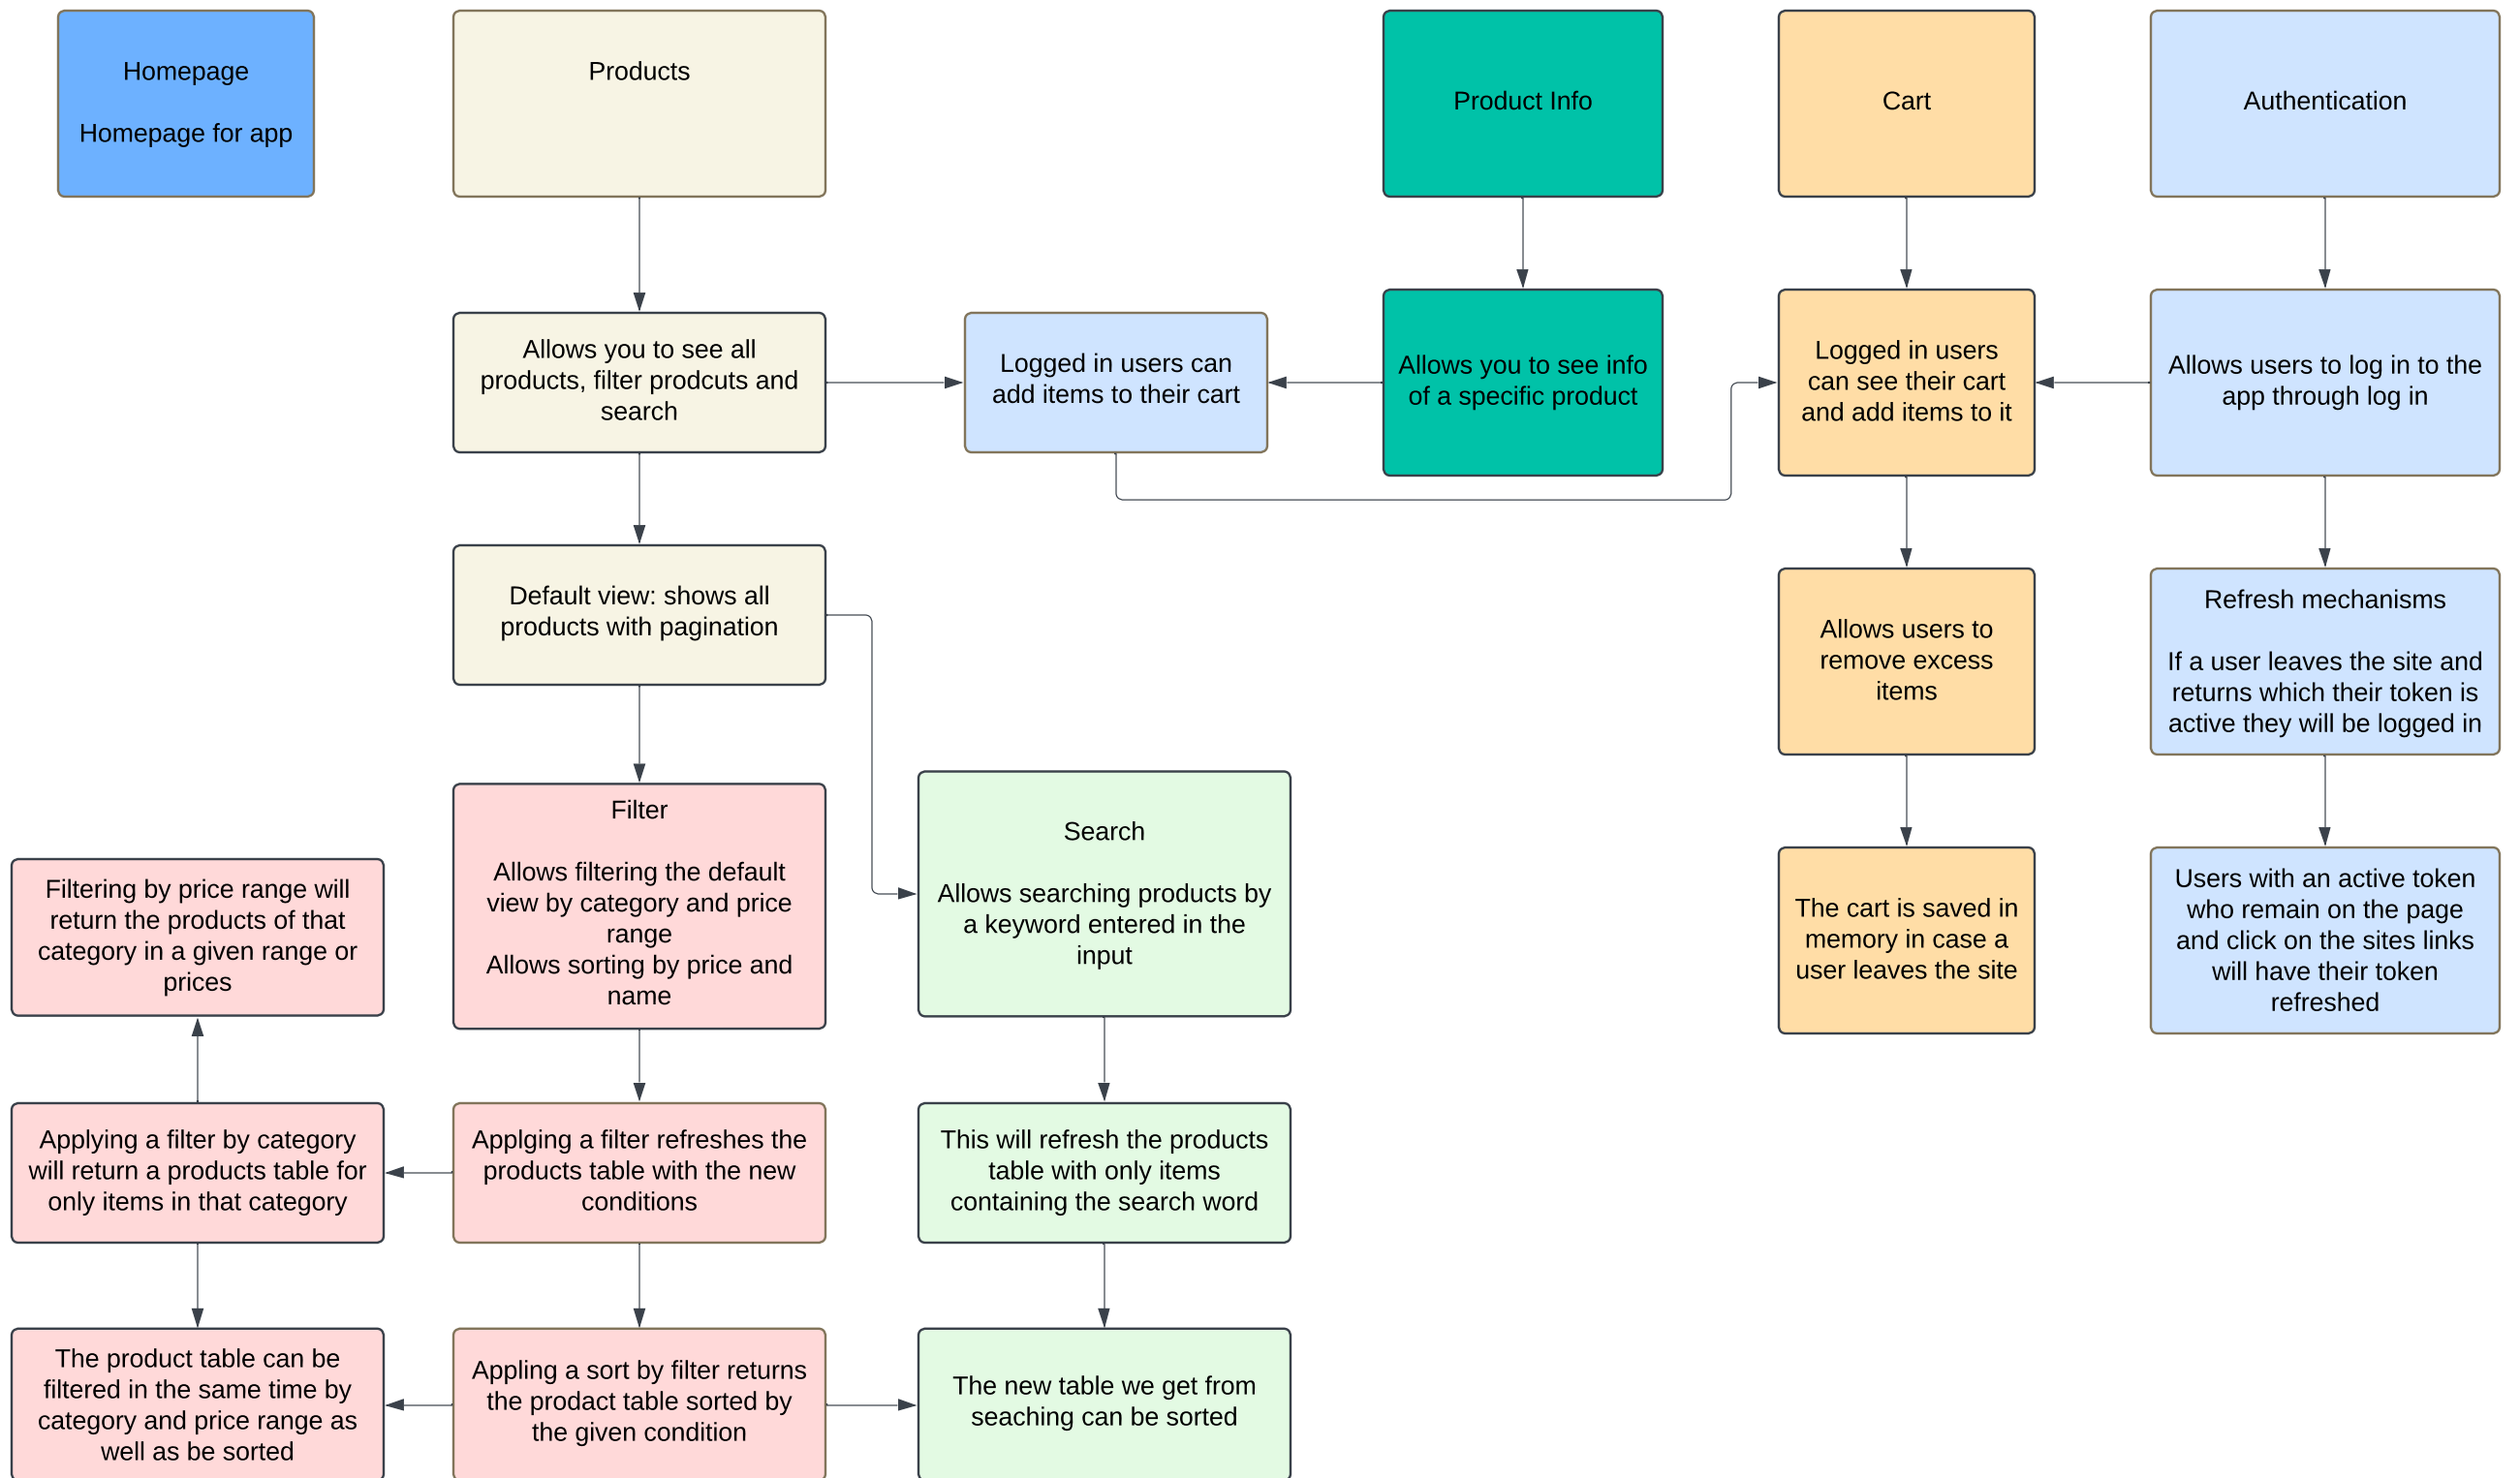 Homepage
Homepage for app
Products
Product Info
Cart
Authentication
Allows you to see all
products, filter prodcuts and
search
Logged in users can
add items to their cart
Allows you to see info
of a specific product
Logged in users
can see their cart
and add items to it
Allows users to log in to the
app through log in
Default view: shows all
products with pagination
Allows users to
remove excess
items
Refresh mechanisms
If a user leaves the site and
returns which their token is
active they will be logged in
Filter
Allows filtering the default
view by category and price
range
Allows sorting by price and
name
Search
Allows searching products by
a keyword entered in the
input
Filtering by price range will
return the products of that
category in a given range or
prices
The cart is saved in
memory in case a
user leaves the site
Users with an active token
who remain on the page
and click on the sites links
will have their token
refreshed
Applying a filter by category
will return a products table for
only items in that category
Applging a filter refreshes the
products table with the new
conditions
This will refresh the products
table with only items
containing the search word
The product table can be
filtered in the same time by
category and price range as
well as be sorted
Appling a sort by filter returns
the prodact table sorted by
the given condition
The new table we get from
seaching can be sorted